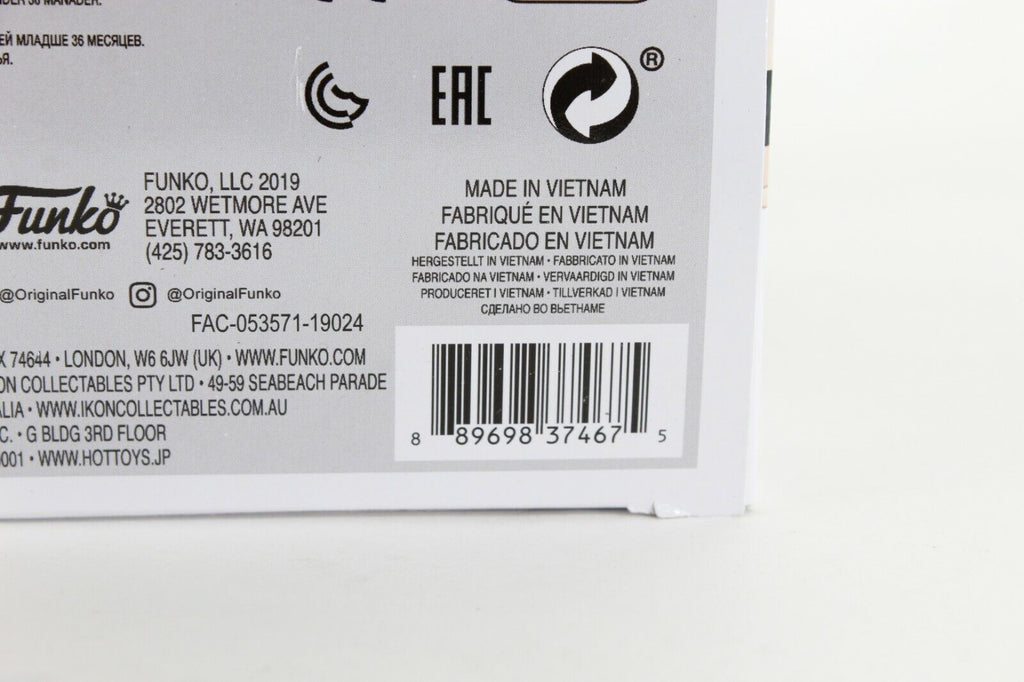 36 MANADER.
ЕЙ МЛАДШЕ 36 МЕСЯЦЕВ.
Я.
EAC
®
Funko
www.funko.com
FUNKO, LLC 2019
2802 WETMORE AVE
EVERETT, WA 98201
(425) 783-3616
@OriginalFunko @OriginalFunko
FAC-053571-19024
X 74644 • LONDON, W6 6JW (UK) • WWW.FUNKO.COM
ON COLLECTABLES PTY LTD • 49-59 SEABEACH PARADE
ALIA • WWW.IKONCOLLECTABLES.COM.AU
C. • G BLDG 3RD FLOOR
0001 • WWW.HOTTOYS.JP
MADE IN VIETNAM
FABRIQUÉ EN VIETNAM
FABRICADO EN VIETNAM
HERGESTELLT IN VIETNAM • FABBRICATO IN VIETNAM
FABRICADO NA VIETNAM • VERVAARDIGD IN VIETNAM
PRODUCERET I VIETNAM • TILLVERKAD I VIETNAM
СДЕЛАНО ВО ВЬЕТНАМЕ
8 89698 37467 5